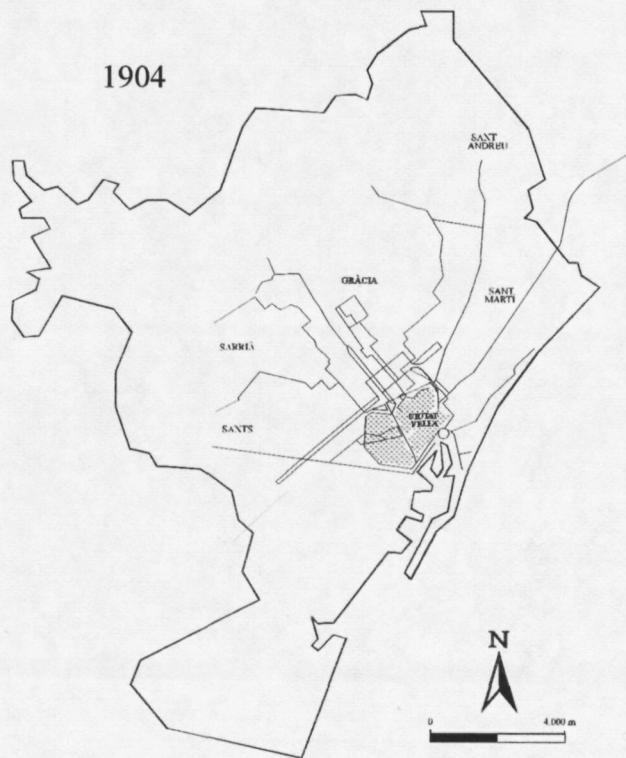 1904
SANT
ANDREU
GRÀCIA
SANT
MARTÍ
SARRIÀ
CIUTAT
VELLA
SANTS
N
0 4.000 m